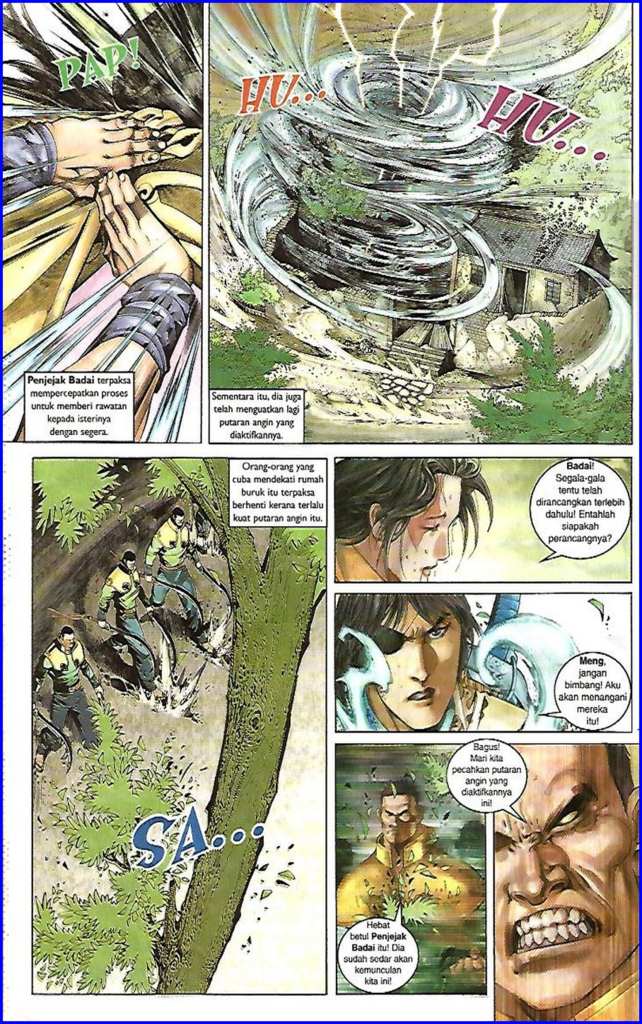 PAP!
HU...
HU...
Penjejak Badai terpaksa
mempercepatkan proses
untuk memberi rawatan
kepada isterinya
dengan segera.
Sementara itu, dia juga
telah menguatkan lagi
putaran angin yang
diaktifkannya.
Orang-orang yang
cuba mendekati rumah
buruk itu terpaksa
berhenti kerana terlalu
kuat putaran angin itu.
Badai!
Segala-gala
tentu telah
dirancangkan terlebih
dahulu! Entahlah
siapakah
perancangnya?
Meng,
jangan
bimbang! Aku
akan menangani
mereka
itu!
SA...
Hebat
betul Penjejak
Badai itu! Dia
sudah sedar akan
kemunculan
kita ini!
Bagus!
Mari kita
pecahkan putaran
angin yang
diaktifkannya
ini!